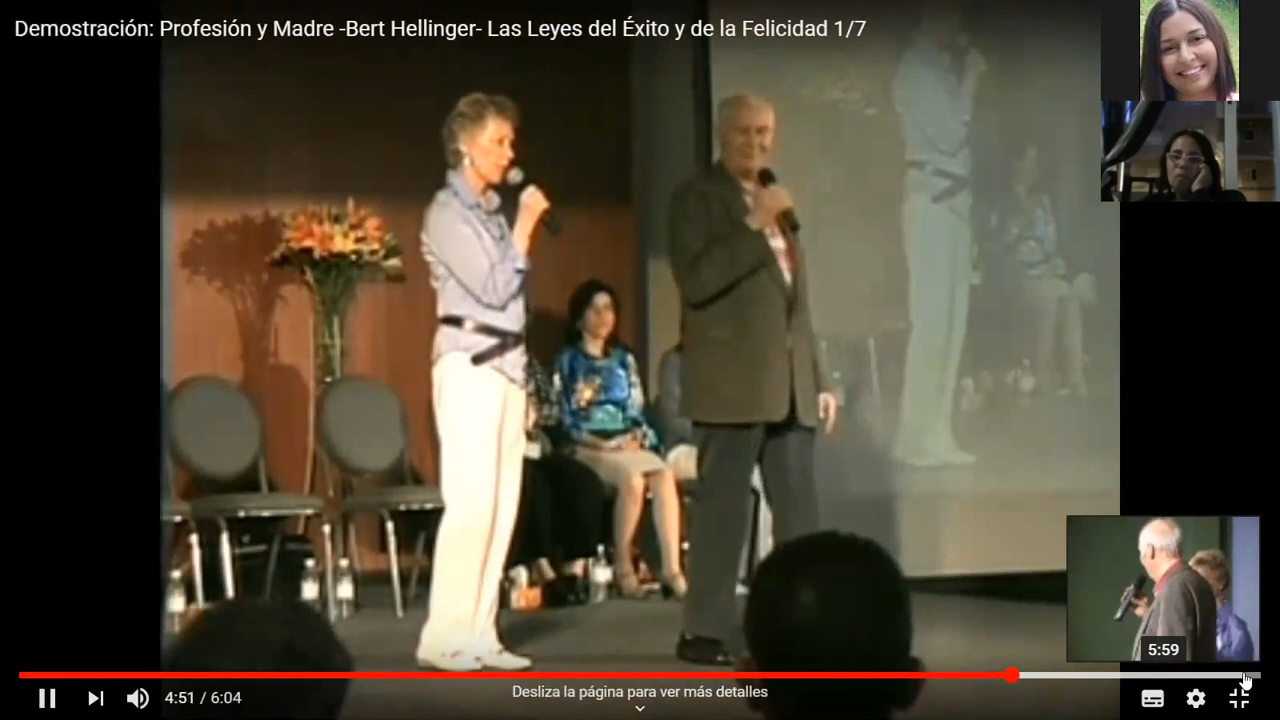 Demostración: Profesión y Madre -Bert Hellinger- Las Leyes del Éxito y de la Felicidad 1/7
5:59
4:51 / 6:04
Desliza la página para ver más detalles